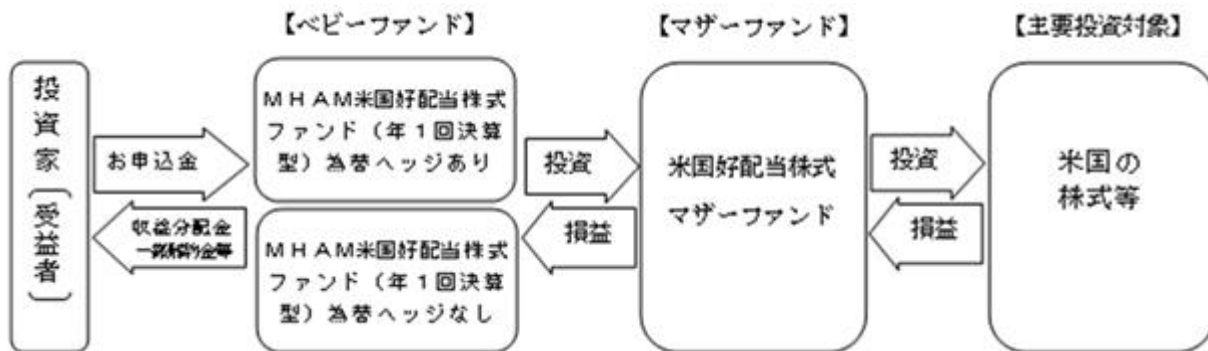 【ベビーファンド】
【マザーファンド】
【主要投資対象】
投資家（受益者）
お申込金
収益分配金
一部解約金等
MHAM米国好配当株式
ファンド（年1回決算
型）為替ヘッジあり
MHAM米国好配当株式
ファンド（年1回決算
型）為替ヘッジなし
投資
損益
米国好配当株式
マザーファンド
投資
損益
米国の
株式等